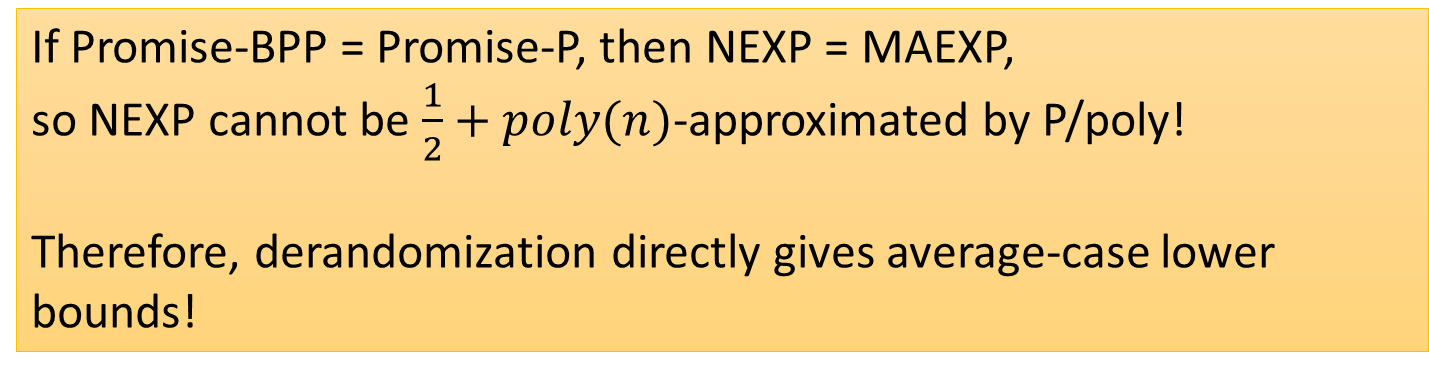 If Promise-BPP = Promise-P, then NEXP = MAEXP,
so NEXP cannot be 1/2 + poly(n)-approximated by P/poly!
Therefore, derandomization directly gives average-case lower
bounds!